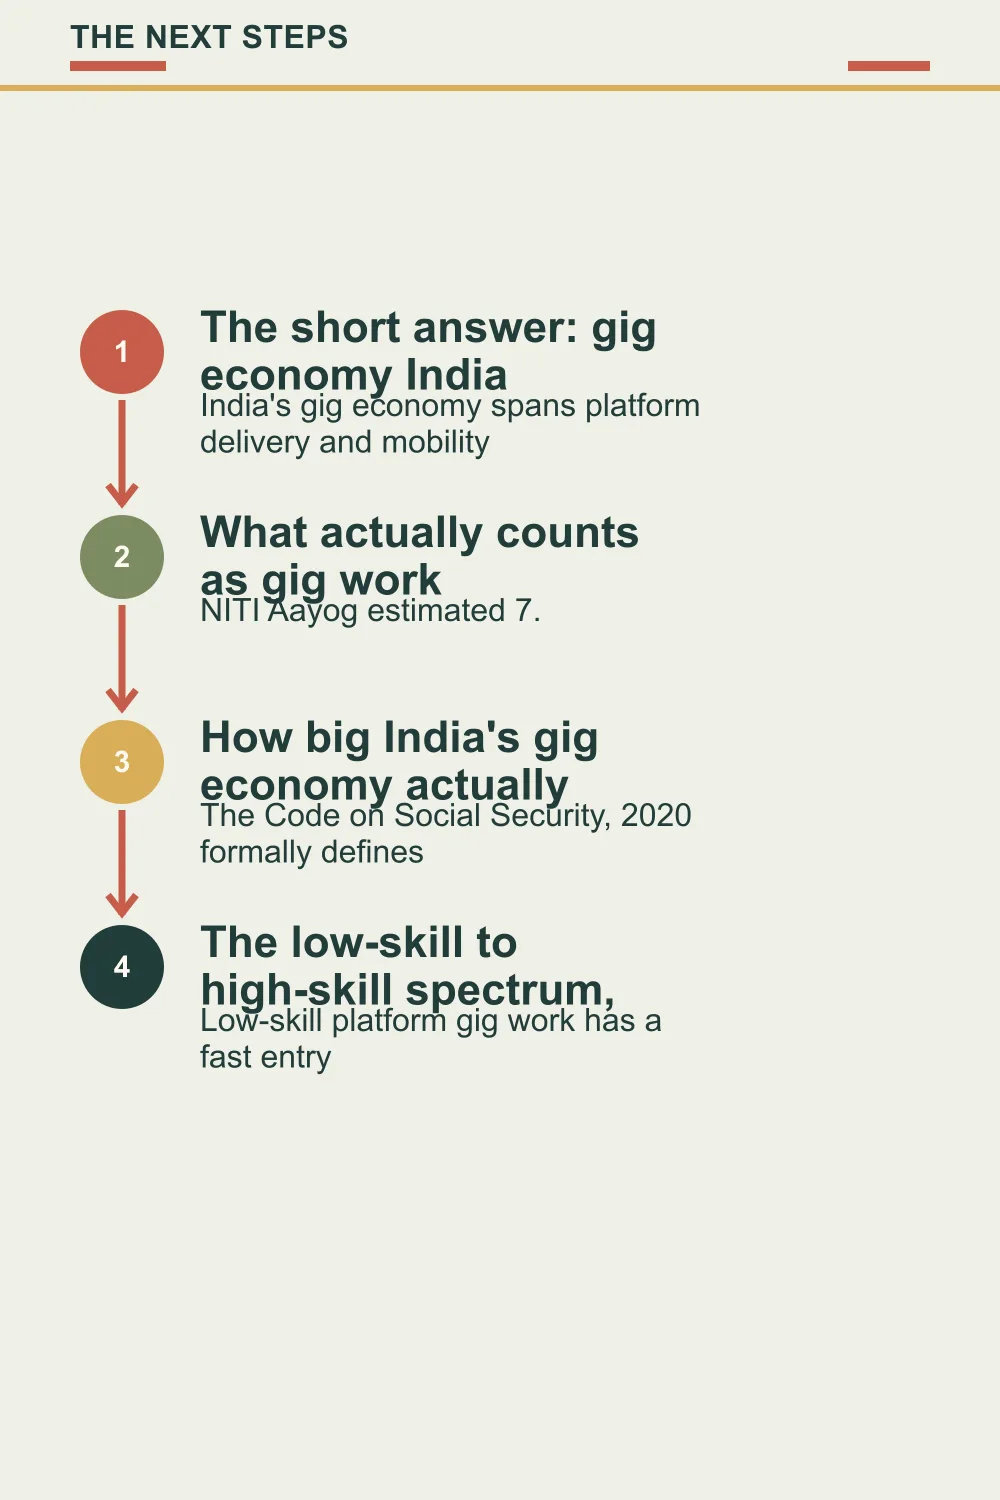 THE NEXT STEPS
1
The short answer: gig
economy India
India's gig economy spans platform
delivery and mobility
2
What actually counts
as gig work
NITI Aayog estimated 7.
3
How big India's gig
economy actually
The Code on Social Security, 2020
formally defines
4
The low-skill to
high-skill spectrum,
Low-skill platform gig work has a
fast entry